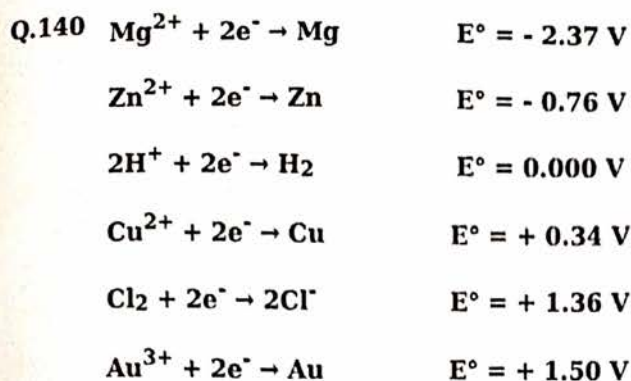 Q.140 Mg²⁺ + 2e⁻ → Mg E° = - 2.37 V
Zn²⁺ + 2e⁻ → Zn E° = - 0.76 V
2H⁺ + 2e⁻ → H₂ E° = 0.000 V
Cu²⁺ + 2e⁻ → Cu E° = + 0.34 V
Cl₂ + 2e⁻ → 2Cl⁻ E° = + 1.36 V
Au³⁺ + 2e⁻ → Au E° = + 1.50 V